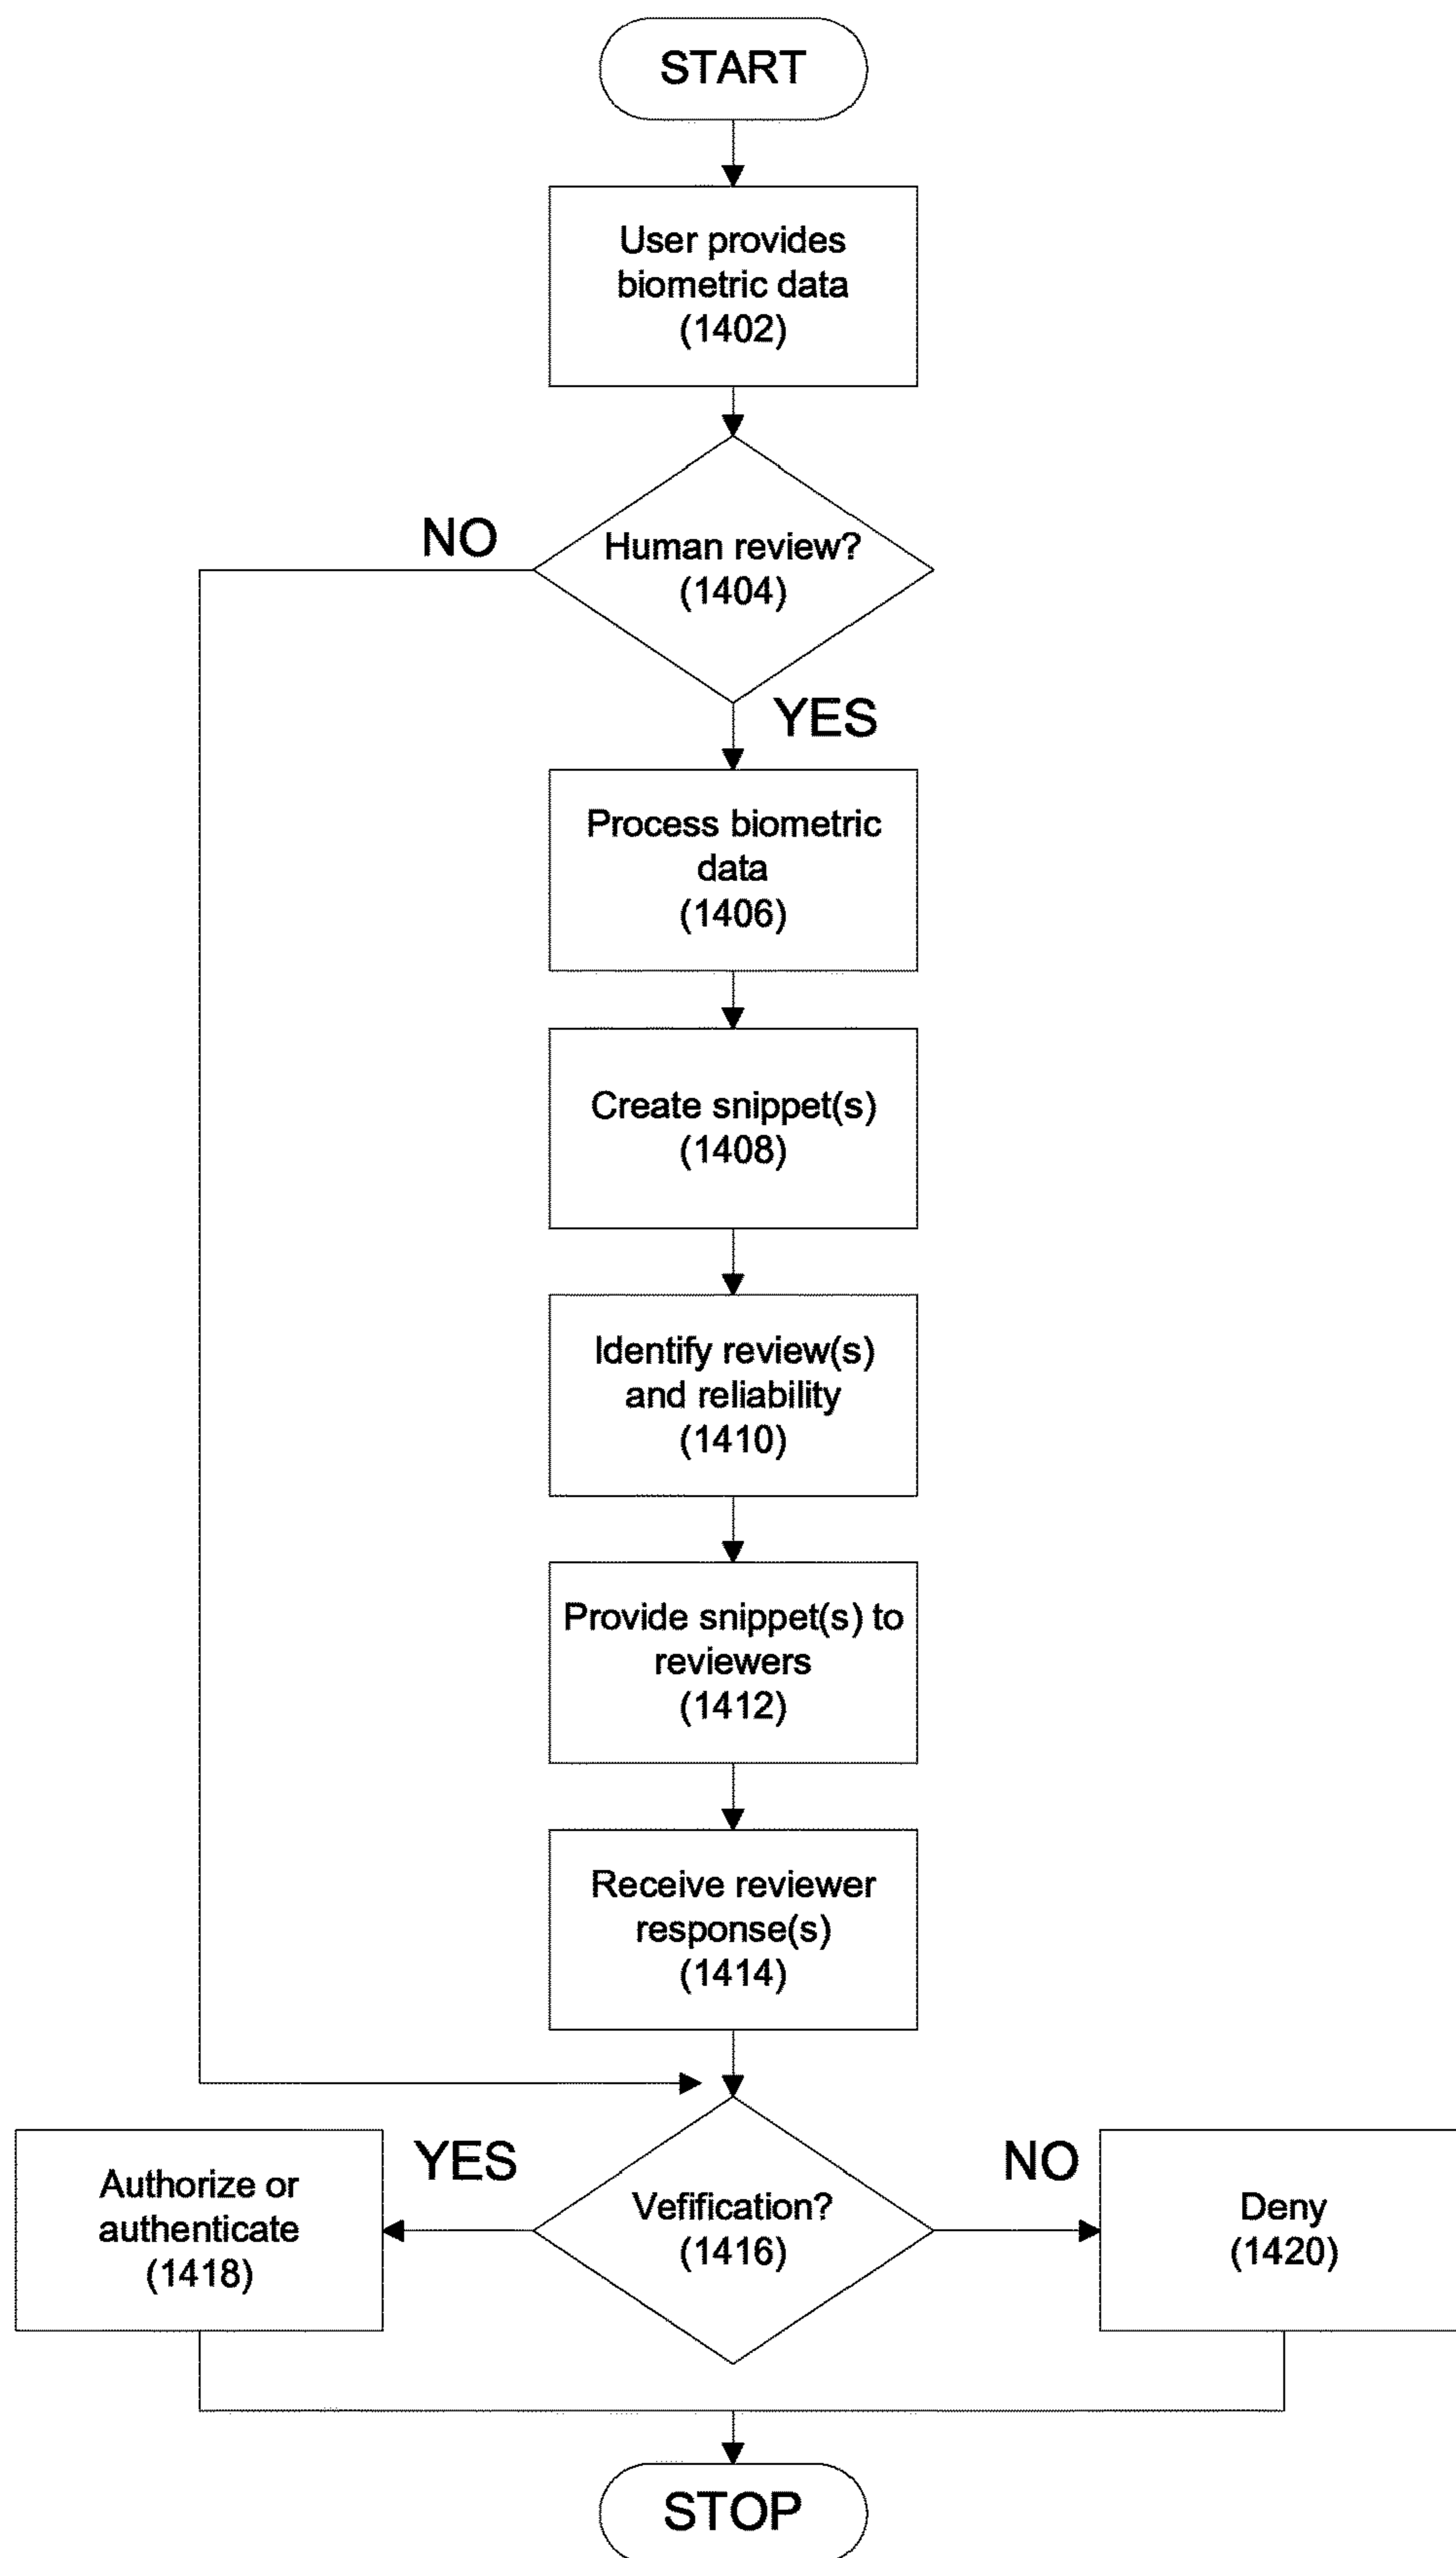 START
User provides
biometric data
(1402)
NO
Human review?
(1404)
YES
Process biometric
data
(1406)
Create snippet(s)
(1408)
Identify review(s)
and reliability
(1410)
Provide snippet(s) to
reviewers
(1412)
Receive reviewer
response(s)
(1414)
Authorize or
authenticate
(1418)
YES
Vefification?
(1416)
NO
Deny
(1420)
STOP